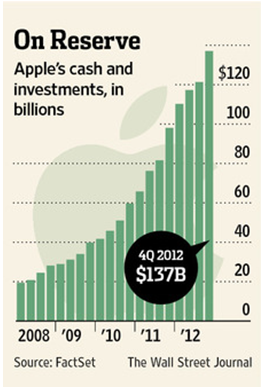 On Reserve
Apple's cash and
investments, in
billions
$120
100
80
60
40
20
0
4Q 2012
$137B
2008 '09 '10 '11 '12
Source: FactSet The Wall Street Journal